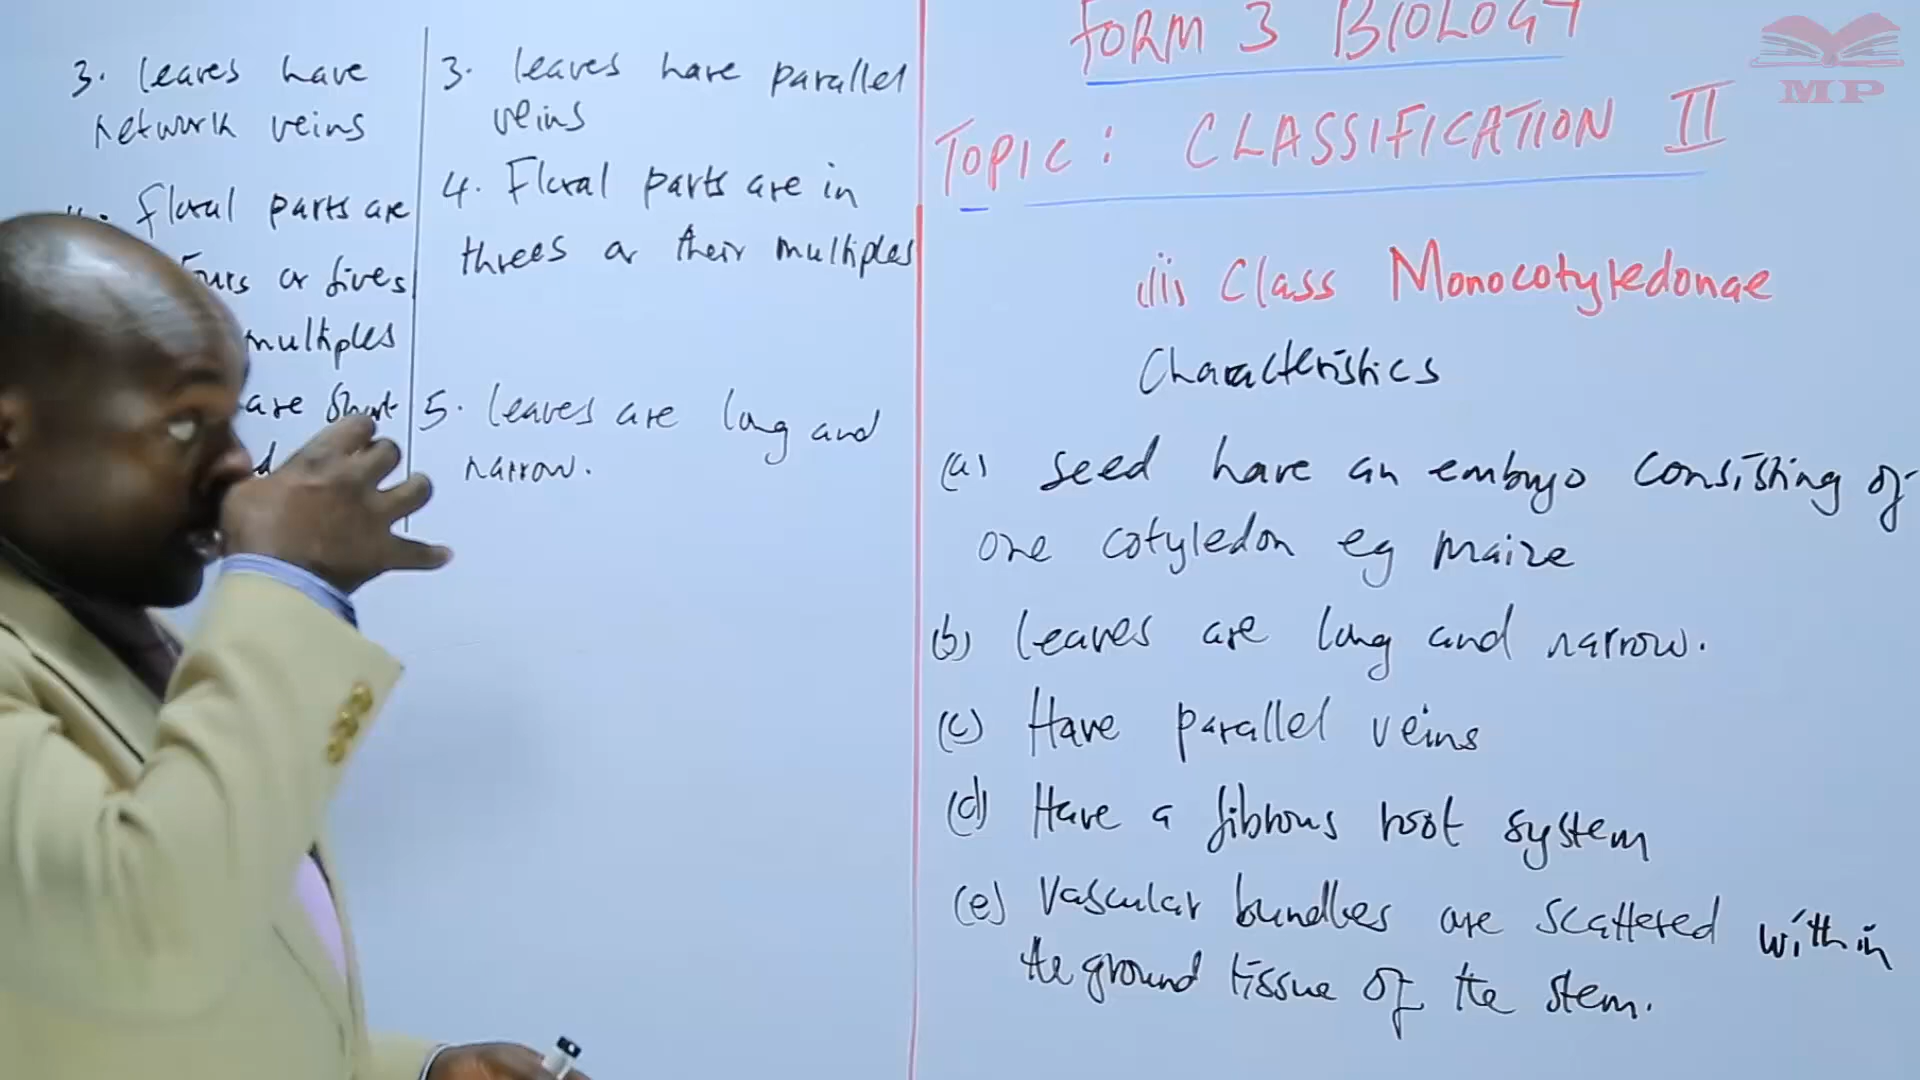 3. leaves have
network veins
floral parts are
or fives
multiples
are short
3. leaves have parallel
veins
4. Floral parts are in
threes or their multiples
5. leaves are long and
narrow.
FORM 3 BIOLOGY
TOPIC: CLASSIFICATION II
(ii) Class Monocotyledonae
Characteristics
(a) seed have an embryo consisting of
one cotyledon eg maize
(b) leaves are long and narrow.
(c) Have parallel veins
(d) Have a fibrous root system
(e) Vascular bundles are scattered within
the ground tissue of the stem.
MP